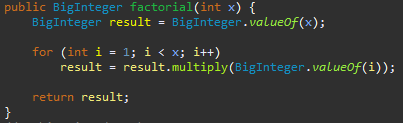 public BigInteger factorial(int x) {
    BigInteger result = BigInteger.valueOf(x);

    for (int i = 1; i < x; i++)
        result = result.multiply(BigInteger.valueOf(i));

    return result;
}